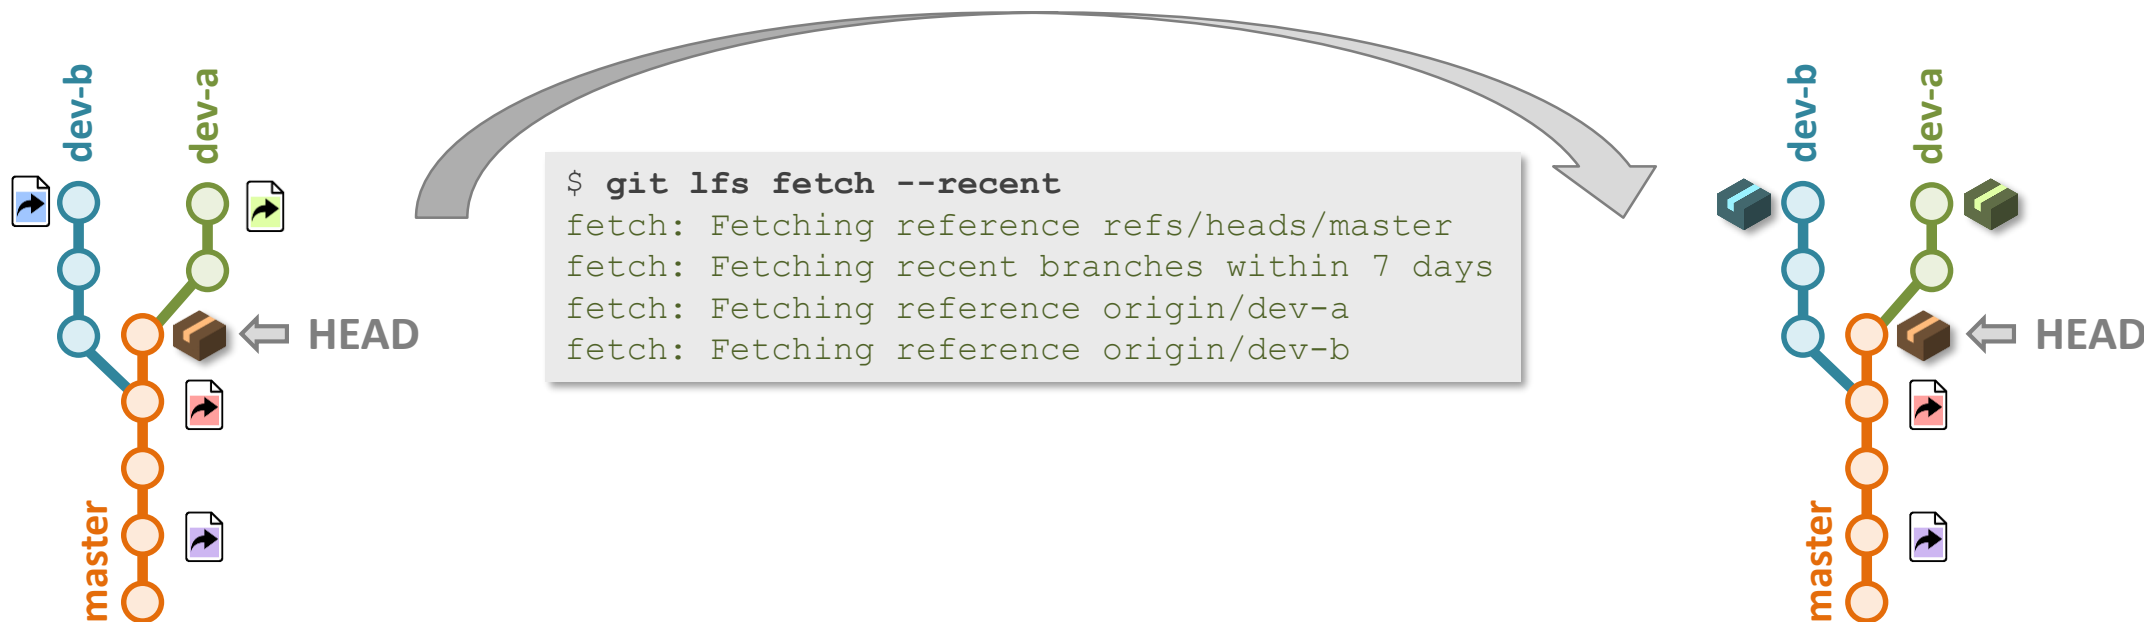 dev-b
dev-a
HEAD
master
$ git lfs fetch --recent
fetch: Fetching reference refs/heads/master
fetch: Fetching recent branches within 7 days
fetch: Fetching reference origin/dev-a
fetch: Fetching reference origin/dev-b
dev-b
dev-a
HEAD
master